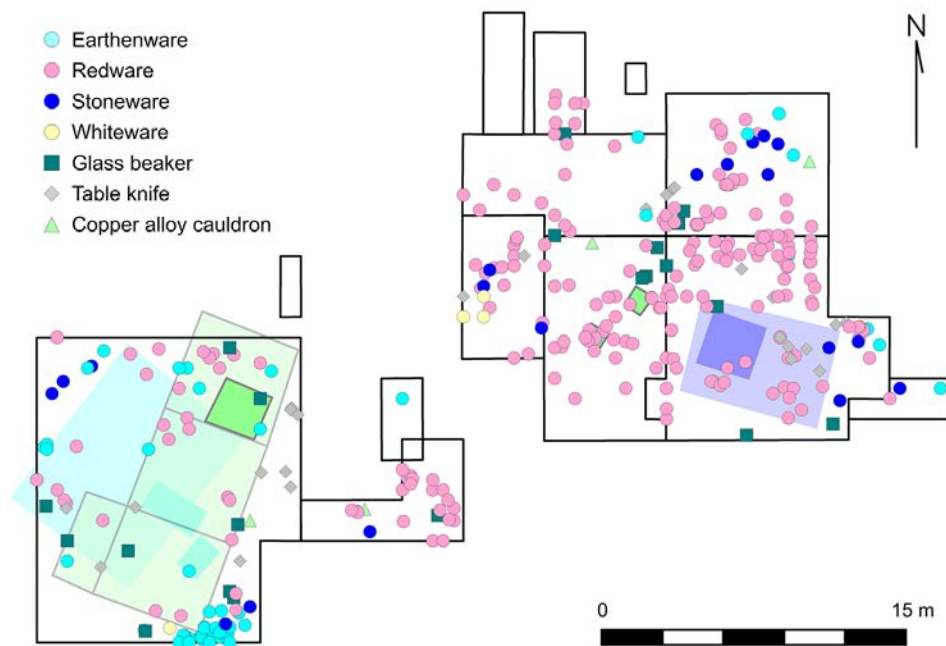 Earthenware
Redware
Stoneware
Whiteware
Glass beaker
Table knife
Copper alloy cauldron
N
0 15 m